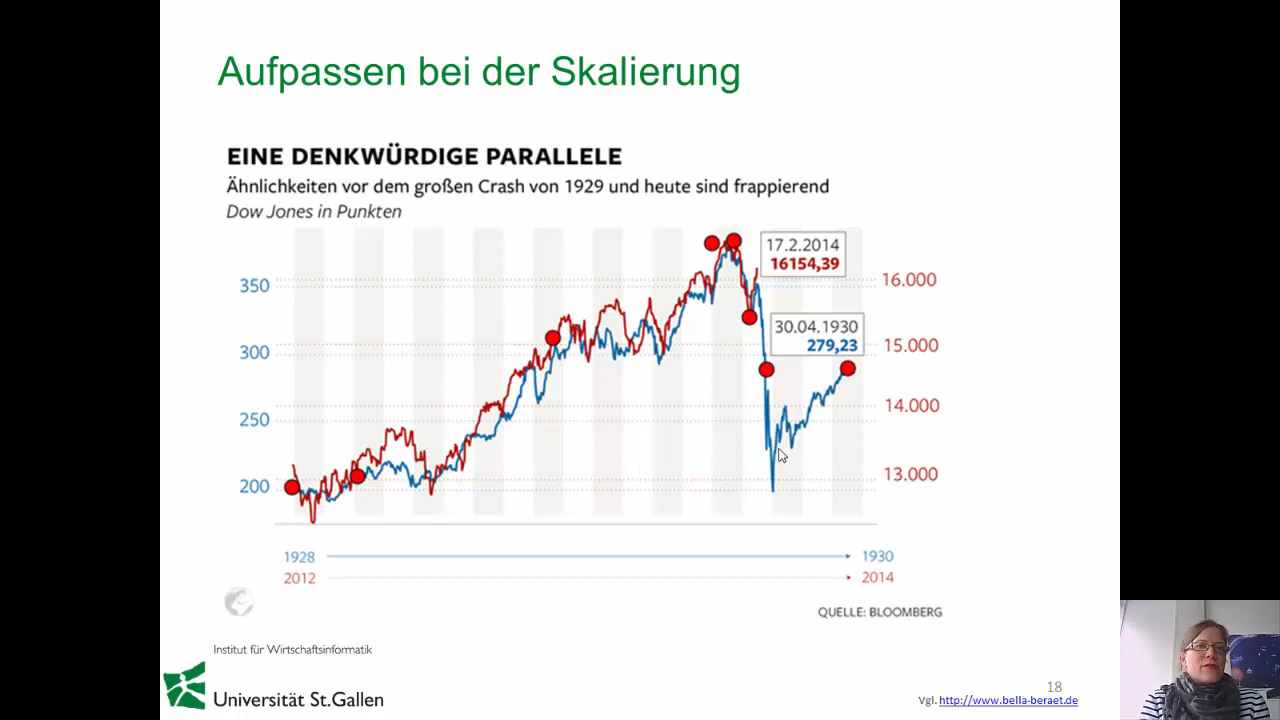 Aufpassen bei der Skalierung
EINE DENKWÜRDIGE PARALLELE
Ähnlichkeiten vor dem großen Crash von 1929 und heute sind frappierend
Dow Jones in Punkten
17.2.2014
16154,39
350
16.000
30.04.1930
279,23
300
15.000
250
14.000
200
13.000
1928
1930
2012
2014
QUELLE: BLOOMBERG
Institut für Wirtschaftsinformatik
Universität St.Gallen
18
Vgl. http://www.bella-beraet.de